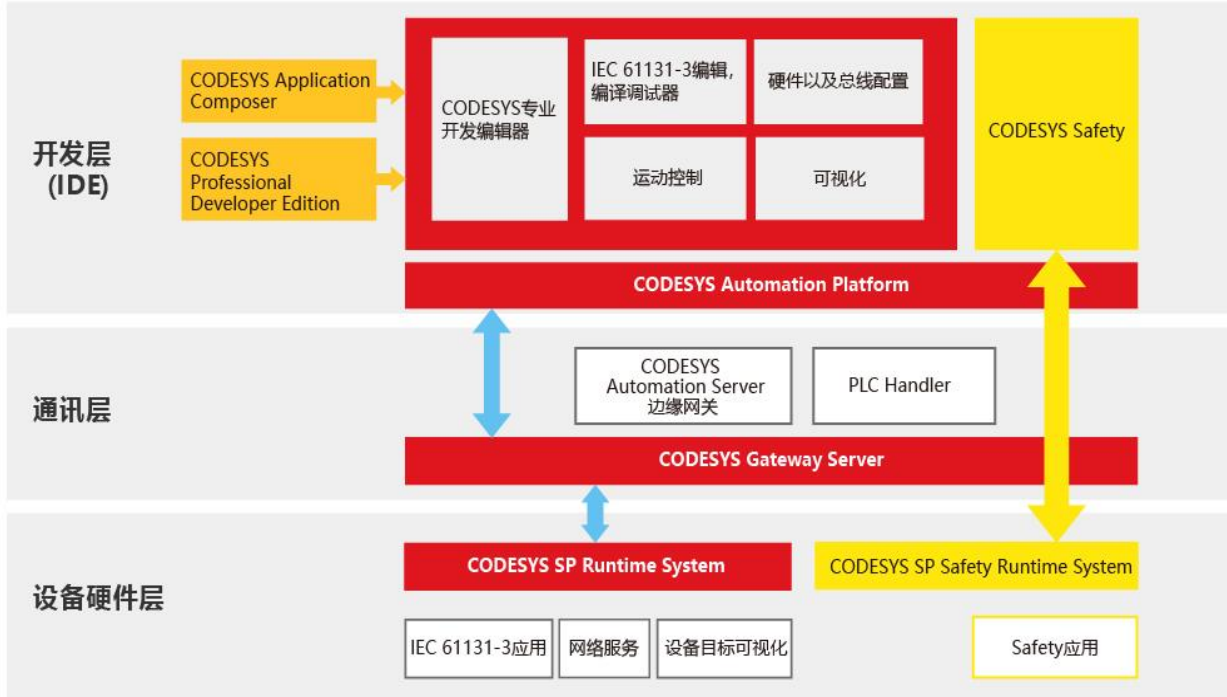 开发层
(IDE)
CODESYS Application
Composer
CODESYS
Professional
Developer Edition
CODESYS专业
开发编辑器
IEC 61131-3编辑，
编译调试器
硬件以及总线配置
运动控制
可视化
CODESYS Safety
CODESYS Automation Platform
通讯层
CODESYS
Automation Server
边缘网关
PLC Handler
CODESYS Gateway Server
设备硬件层
CODESYS SP Runtime System
CODESYS SP Safety Runtime System
IEC 61131-3应用
网络服务
设备目标可视化
Safety应用